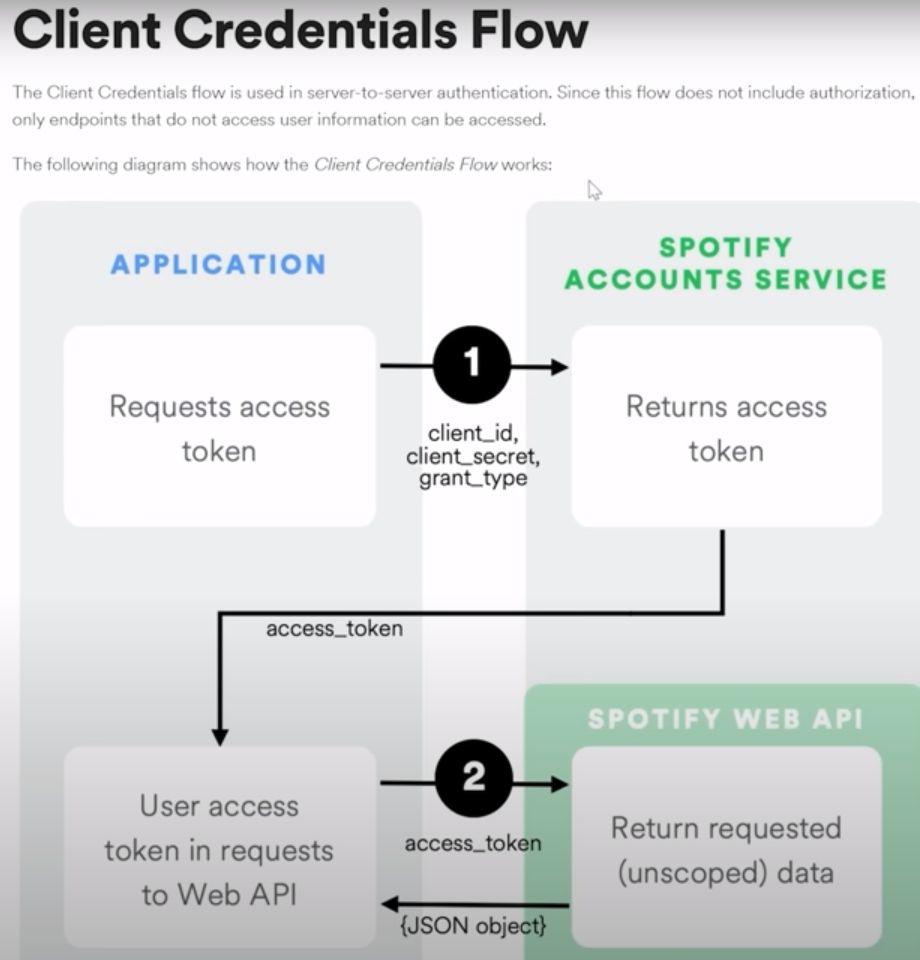 Client Credentials Flow
The Client Credentials flow is used in server-to-server authentication. Since this flow does not include authorization,
only endpoints that do not access user information can be accessed.
The following diagram shows how the Client Credentials Flow works:
APPLICATION
SPOTIFY
ACCOUNTS SERVICE
Requests access
token
1
client_id,
client_secret,
grant_type
Returns access
token
access_token
SPOTIFY WEB API
User access
token in requests
to Web API
2
access_token
{JSON object}
Return requested
(unscoped) data